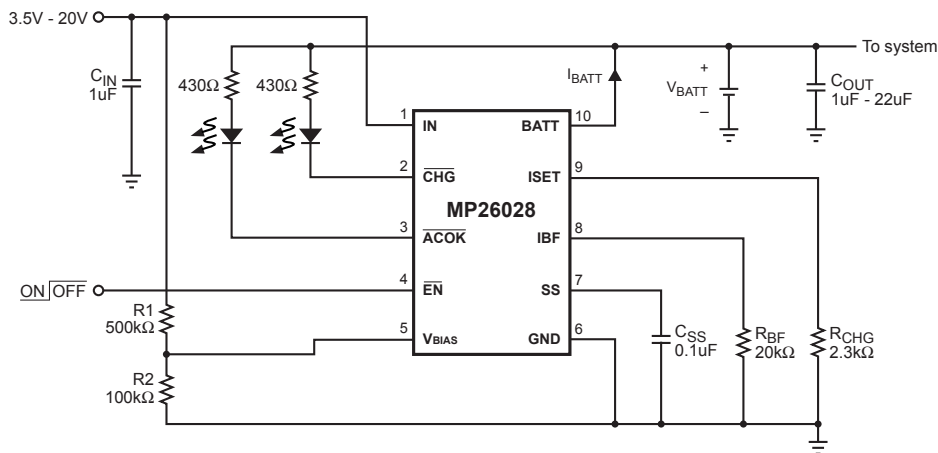 3.5V - 20V
To system
C_IN
1uF
430Ω
430Ω
I_BATT
+
V_BATT
–
C_OUT
1uF - 22uF
1
IN
BATT
10
2
CHG
ISET
9
MP26028
3
ACOK
IBF
8
ON OFF
4
EN
SS
7
R1
500kΩ
5
VBIAS
GND
6
C_SS
0.1uF
R_BF
20kΩ
R_CHG
2.3kΩ
R2
100kΩ